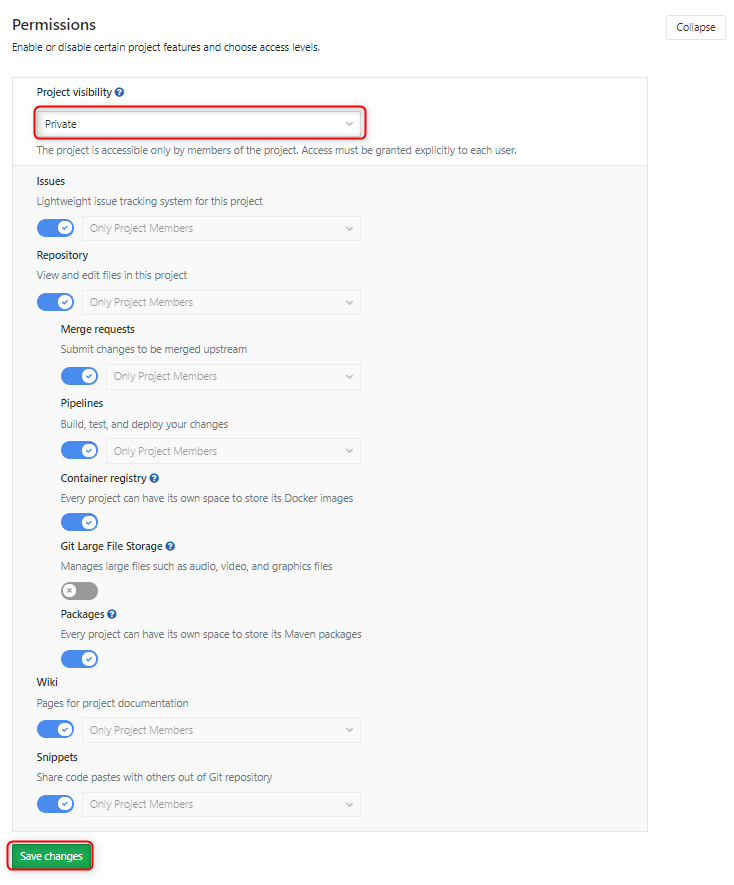 Permissions
Collapse
Enable or disable certain project features and choose access levels.
Project visibility
Private
The project is accessible only by members of the project. Access must be granted explicitly to each user.
Issues
Lightweight issue tracking system for this project
Only Project Members
Repository
View and edit files in this project
Only Project Members
Merge requests
Submit changes to be merged upstream
Only Project Members
Pipelines
Build, test, and deploy your changes
Only Project Members
Container registry
Every project can have its own space to store its Docker images
Git Large File Storage
Manages large files such as audio, video, and graphics files
Packages
Every project can have its own space to store its Maven packages
Wiki
Pages for project documentation
Only Project Members
Snippets
Share code pastes with others out of Git repository
Only Project Members
Save changes